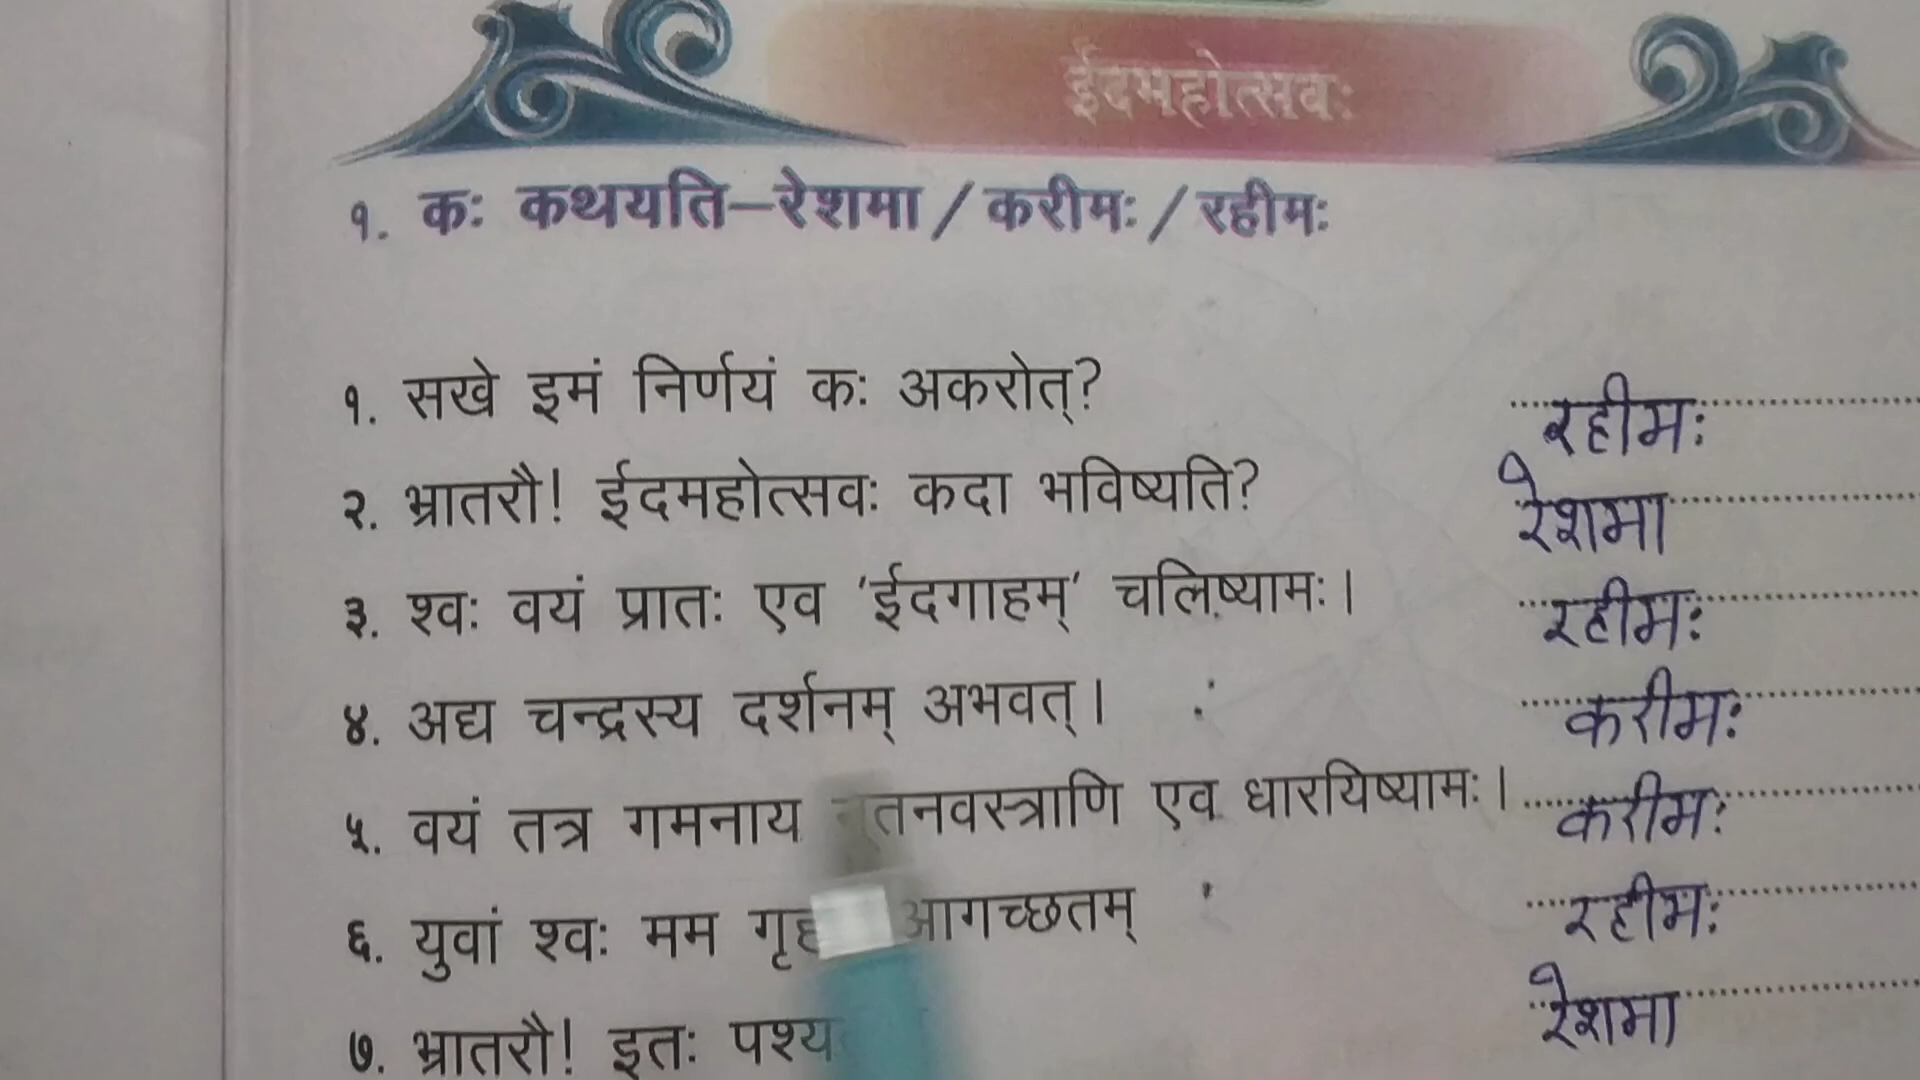 ईदमहोत्सवः
१. कः कथयति–रेशमा / करीमः / रहीमः
१. सखे इमं निर्णयं कः अकरोत्? रहीमः
२. भ्रातरौ! ईदमहोत्सवः कदा भविष्यति? रेशमा
३. श्वः वयं प्रातः एव ‘ईदगाहम्’ चलिष्यामः। रहीमः
४. अद्य चन्द्रस्य दर्शनम् अभवत्। करीमः
५. वयं तत्र गमनाय एव धारयिष्यामः। करीमः
६. युवां श्वः मम आगच्छतम् रहीमः
७. भ्रातरौ! इतः रेशमा